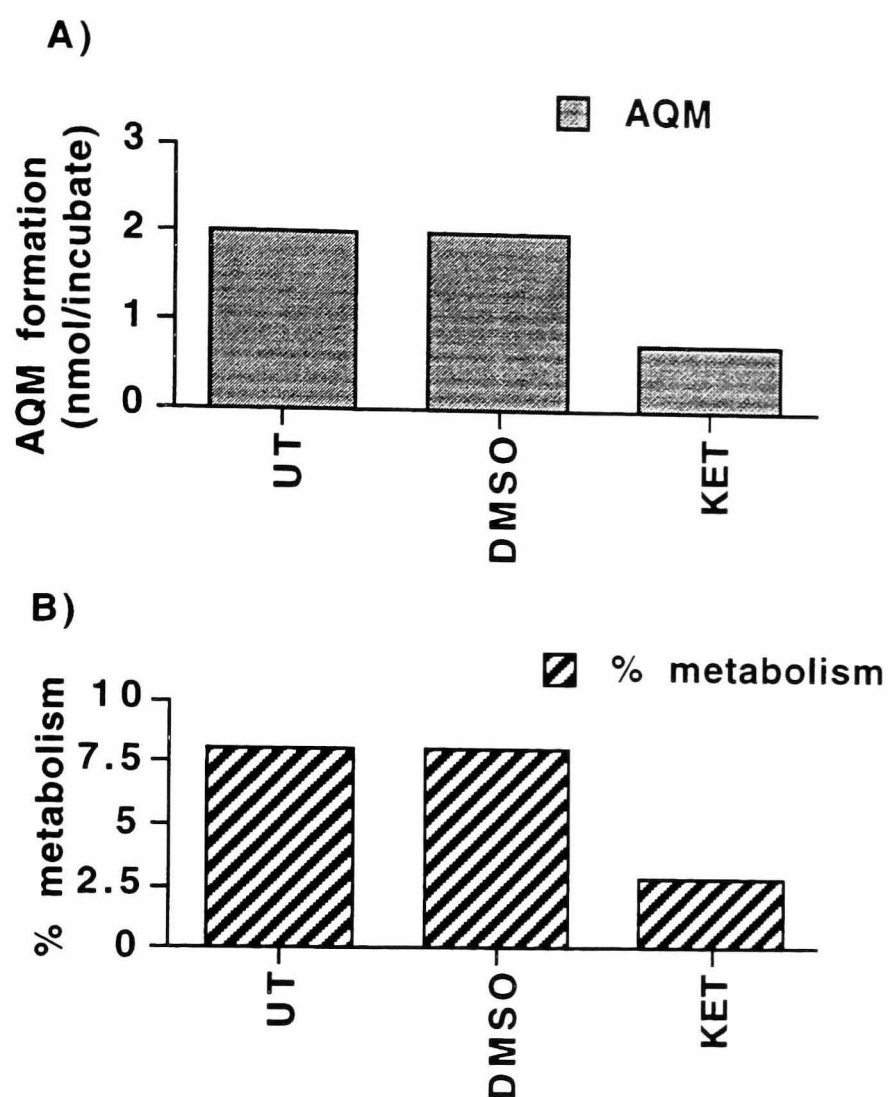 A)
AQM
AQM formation
(nmol/incubate)
3
2
1
0
UT
DMSO
KET
B)
% metabolism
% metabolism
10
7.5
5
2.5
0
UT
DMSO
KET